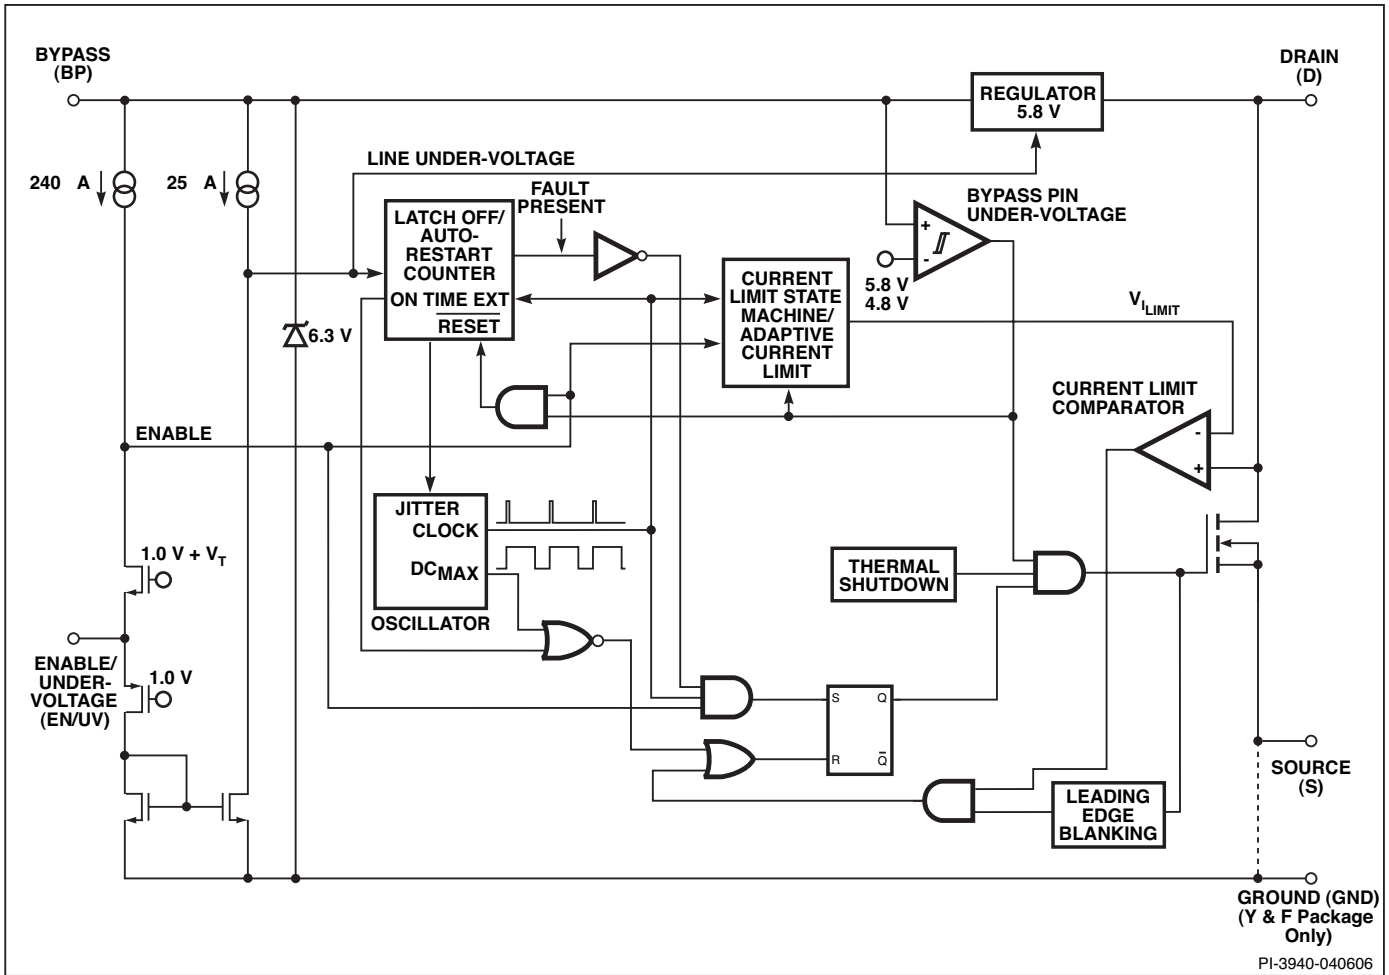 BYPASS
(BP)
DRAIN
(D)
REGULATOR
5.8 V
LINE UNDER-VOLTAGE
240 A
25 A
FAULT
PRESENT
BYPASS PIN
UNDER-VOLTAGE
LATCH OFF/
AUTO-
RESTART
COUNTER
ON TIME EXT
RESET
+
-
5.8 V
4.8 V
CURRENT
LIMIT STATE
MACHINE/
ADAPTIVE
CURRENT
LIMIT
VILIMIT
6.3 V
CURRENT LIMIT
COMPARATOR
-
+
ENABLE
JITTER
CLOCK
DCMAX
OSCILLATOR
1.0 V + VT
THERMAL
SHUTDOWN
ENABLE/
UNDER-
VOLTAGE
(EN/UV)
1.0 V
S Q
R Q̅
LEADING
EDGE
BLANKING
SOURCE
(S)
GROUND (GND)
(Y & F Package
Only)
PI-3940-040606